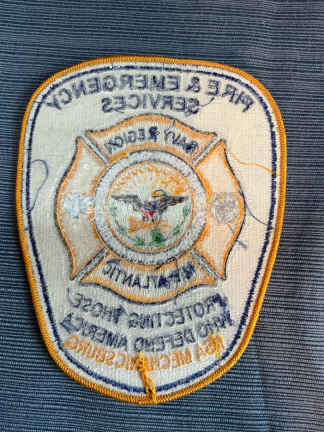 FIRE & EMERGENCY
SERVICES
NAVY REGION
MID-ATLANTIC
PROTECTING THOSE
WHO DEFEND AMERICA
NSA MECHANICSBURG